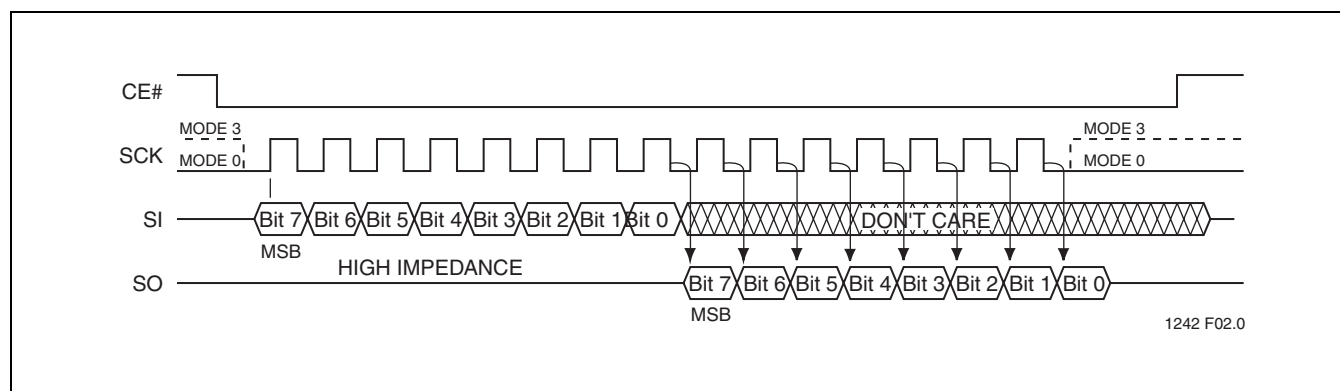 CE#
MODE 3 MODE 3
SCK
MODE 0 MODE 0
SI Bit 7 Bit 6 Bit 5 Bit 4 Bit 3 Bit 2 Bit 1 Bit 0 DON'T CARE
MSB
HIGH IMPEDANCE
SO Bit 7 Bit 6 Bit 5 Bit 4 Bit 3 Bit 2 Bit 1 Bit 0
MSB
1242 F02.0